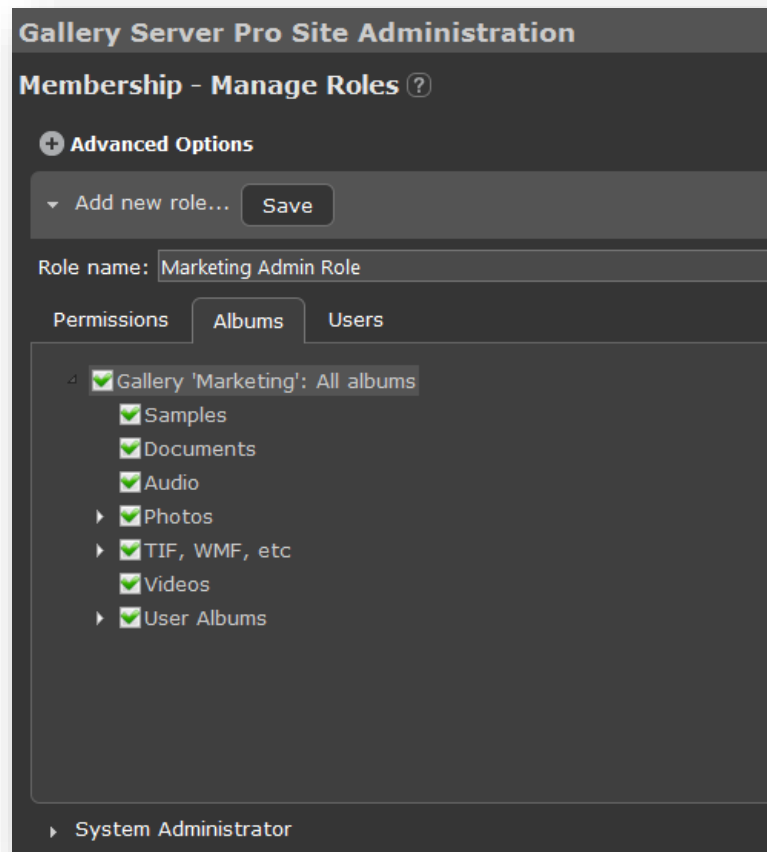 Gallery Server Pro Site Administration
Membership - Manage Roles ?
Advanced Options
Add new role... Save
Role name: Marketing Admin Role
Permissions Albums Users
Gallery 'Marketing': All albums
Samples
Documents
Audio
Photos
TIF, WMF, etc
Videos
User Albums
System Administrator